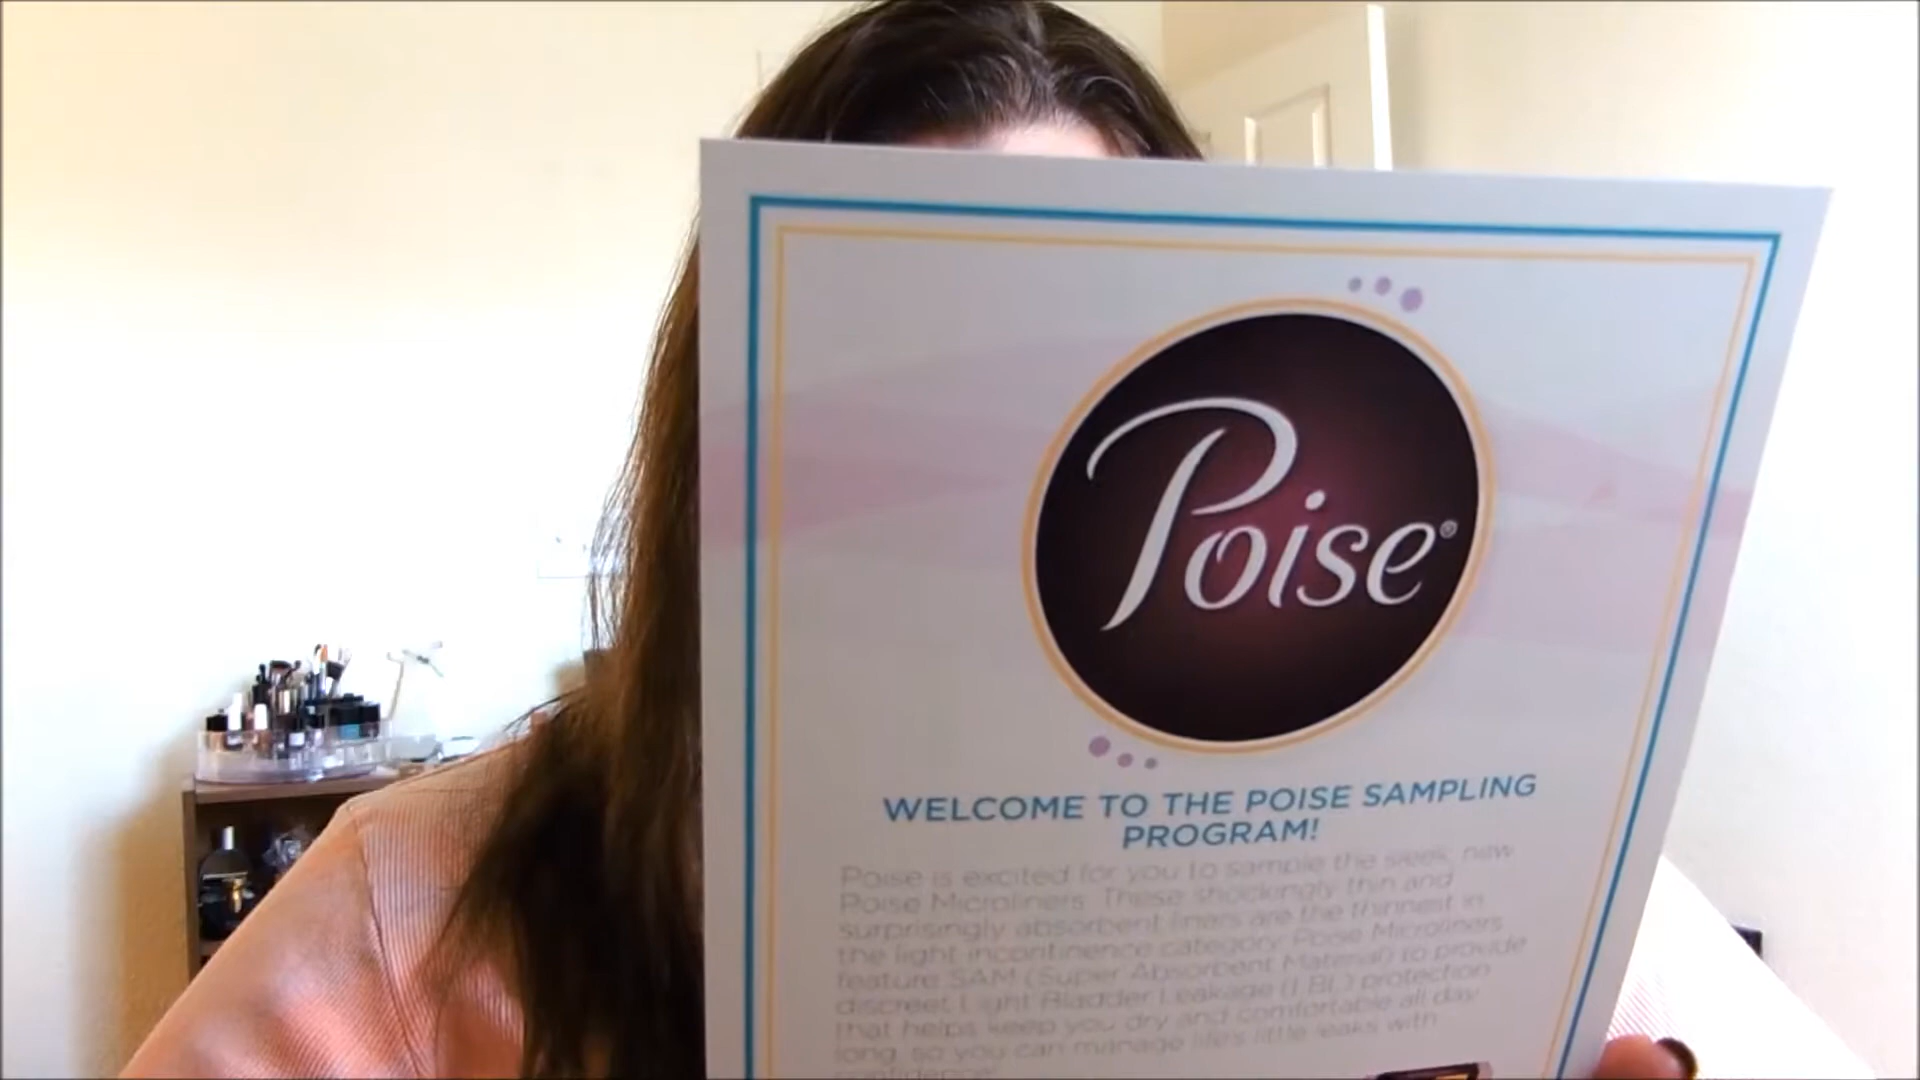 Poise®
WELCOME TO THE POISE SAMPLING
PROGRAM!
Poise is excited for you to sample the sleek, new
Poise Microliners. These shockingly thin and
surprisingly absorbent liners are the thinnest in
the light incontinence category. Poise Microliners
feature SAM (Super Absorbent Material) to provide
discreet Light Bladder Leakage (LBL) protection
that helps keep you dry and comfortable all day
long, so you can manage life's little leaks with
confidence.